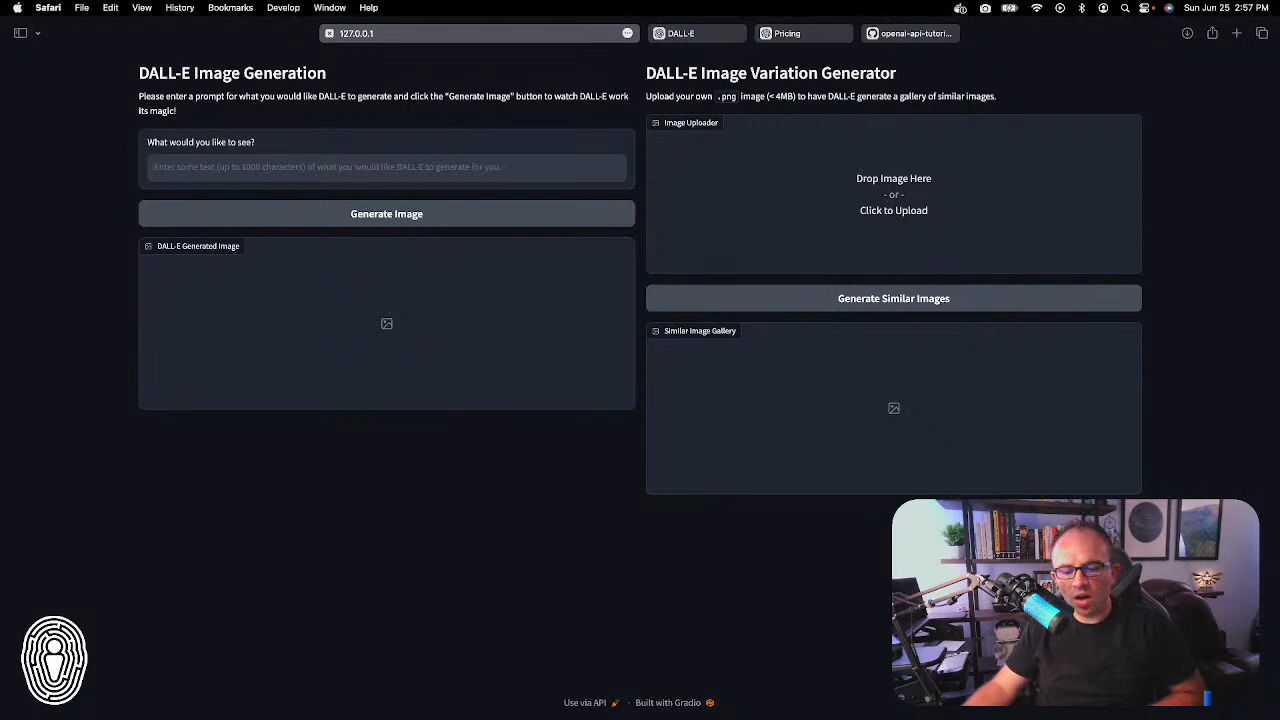 Safari File Edit View History Bookmarks Develop Window Help
Sun Jun 25 2:57 PM
127.0.0.1
DALL·E
Pricing
openai-api-tutori...
DALL-E Image Generation
Please enter a prompt for what you would like DALL-E to generate and click the "Generate Image" button to watch DALL-E work
its magic!
What would you like to see?
Enter some text (up to 1000 characters) of what you would like DALL-E to generate for you.
Generate Image
DALL-E Generated Image
DALL-E Image Variation Generator
Upload your own .png image (< 4MB) to have DALL-E generate a gallery of similar images.
Image Uploader
Drop Image Here
- or -
Click to Upload
Generate Similar Images
Similar Image Gallery
Use via API · Built with Gradio